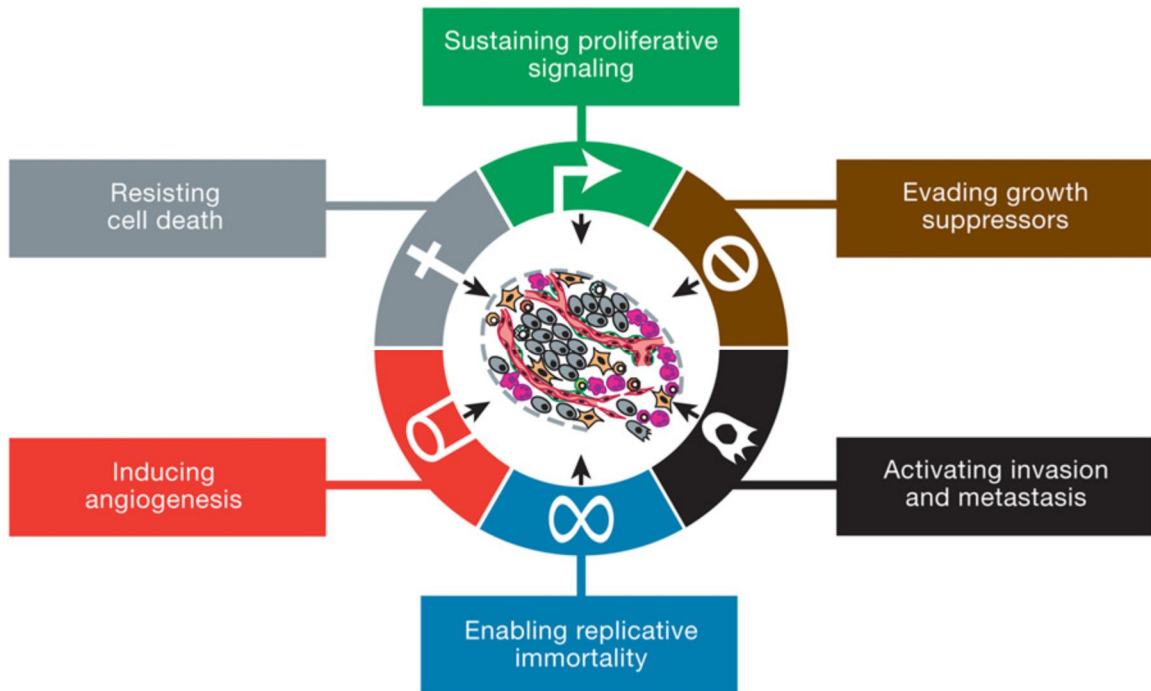 Sustaining proliferative
signaling
Resisting
cell death
Evading growth
suppressors
Inducing
angiogenesis
Activating invasion
and metastasis
Enabling replicative
immortality